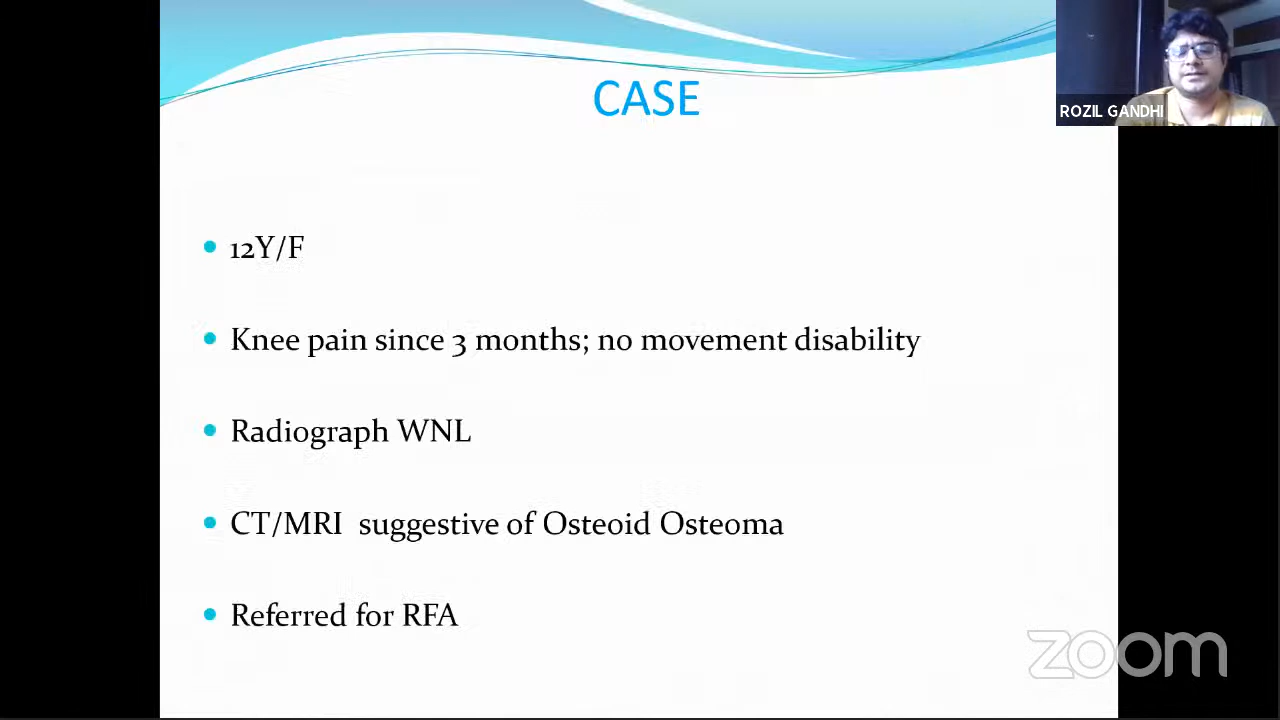 CASE
ROZIL GANDHI
12Y/F
Knee pain since 3 months; no movement disability
Radiograph WNL
CT/MRI suggestive of Osteoid Osteoma
Referred for RFA
zoom